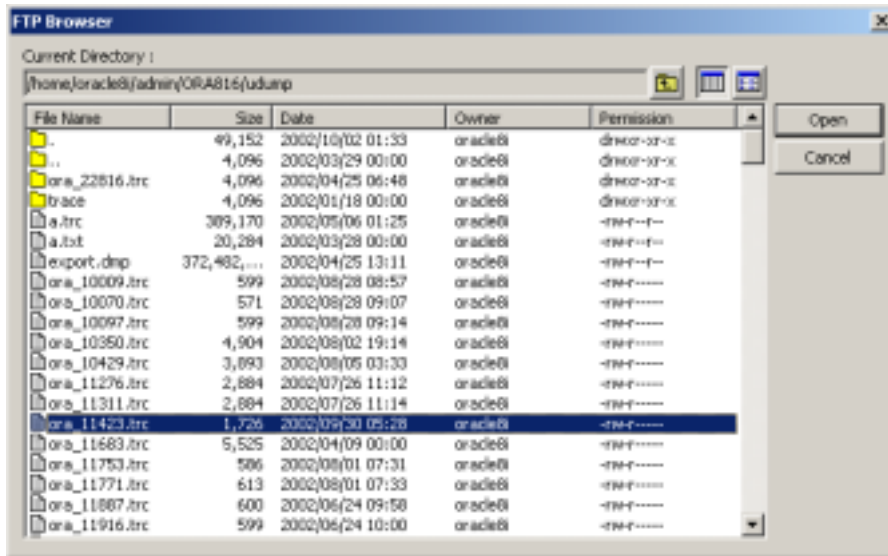 FTP Browser
Current Directory :
/home/oracle8i/admin/ORA816/udump
File Name Size Date Owner Permission
. 49,152 2002/10/02 01:33 oracle8i drwxr-xr-x
.. 4,096 2002/03/29 00:00 oracle8i drwxr-xr-x
ora_22816.trc 4,096 2002/04/25 06:48 oracle8i drwxr-xr-x
trace 4,096 2002/01/18 00:00 oracle8i drwxr-xr-x
a.trc 389,170 2002/05/06 01:25 oracle8i -rw-r--r--
a.txt 20,284 2002/03/28 00:00 oracle8i -rw-r--r--
export.dmp 372,482,... 2002/04/25 13:11 oracle8i -rw-r--r--
ora_10009.trc 599 2002/08/28 08:57 oracle8i -rw-r-----
ora_10070.trc 571 2002/08/28 09:07 oracle8i -rw-r-----
ora_10097.trc 599 2002/08/28 09:14 oracle8i -rw-r-----
ora_10350.trc 4,904 2002/08/02 19:14 oracle8i -rw-r-----
ora_10429.trc 3,893 2002/08/05 03:33 oracle8i -rw-r-----
ora_11276.trc 2,884 2002/07/26 11:12 oracle8i -rw-r-----
ora_11311.trc 2,884 2002/07/26 11:14 oracle8i -rw-r-----
ora_11423.trc 1,726 2002/09/30 05:28 oracle8i -rw-r-----
ora_11683.trc 5,525 2002/04/09 00:00 oracle8i -rw-r-----
ora_11753.trc 586 2002/08/01 07:31 oracle8i -rw-r-----
ora_11771.trc 613 2002/08/01 07:33 oracle8i -rw-r-----
ora_11887.trc 600 2002/06/24 09:58 oracle8i -rw-r-----
ora_11916.trc 599 2002/06/24 10:00 oracle8i -rw-r-----
Open
Cancel